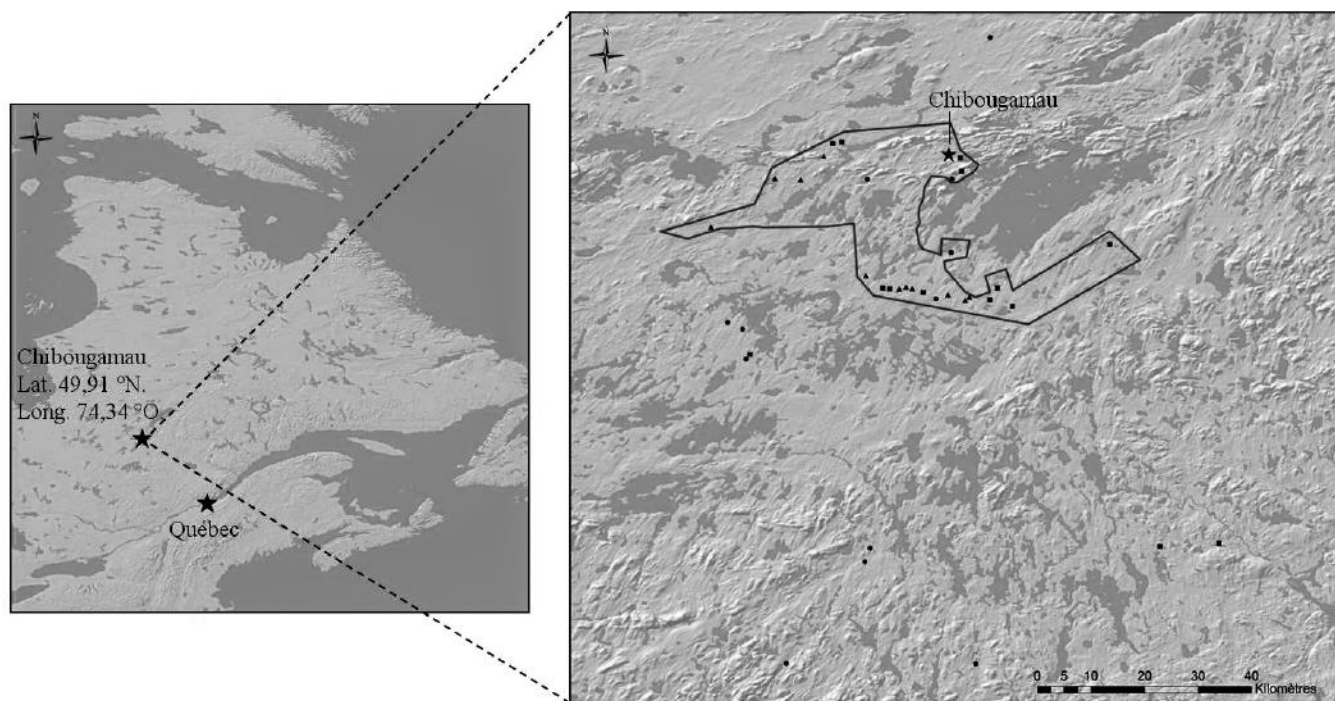 N
Chibougamau
Lat. 49,91 °N.
Long. 74,34 °O.
Québec
N
Chibougamau
0 5 10 20 30 40
Kilomètres